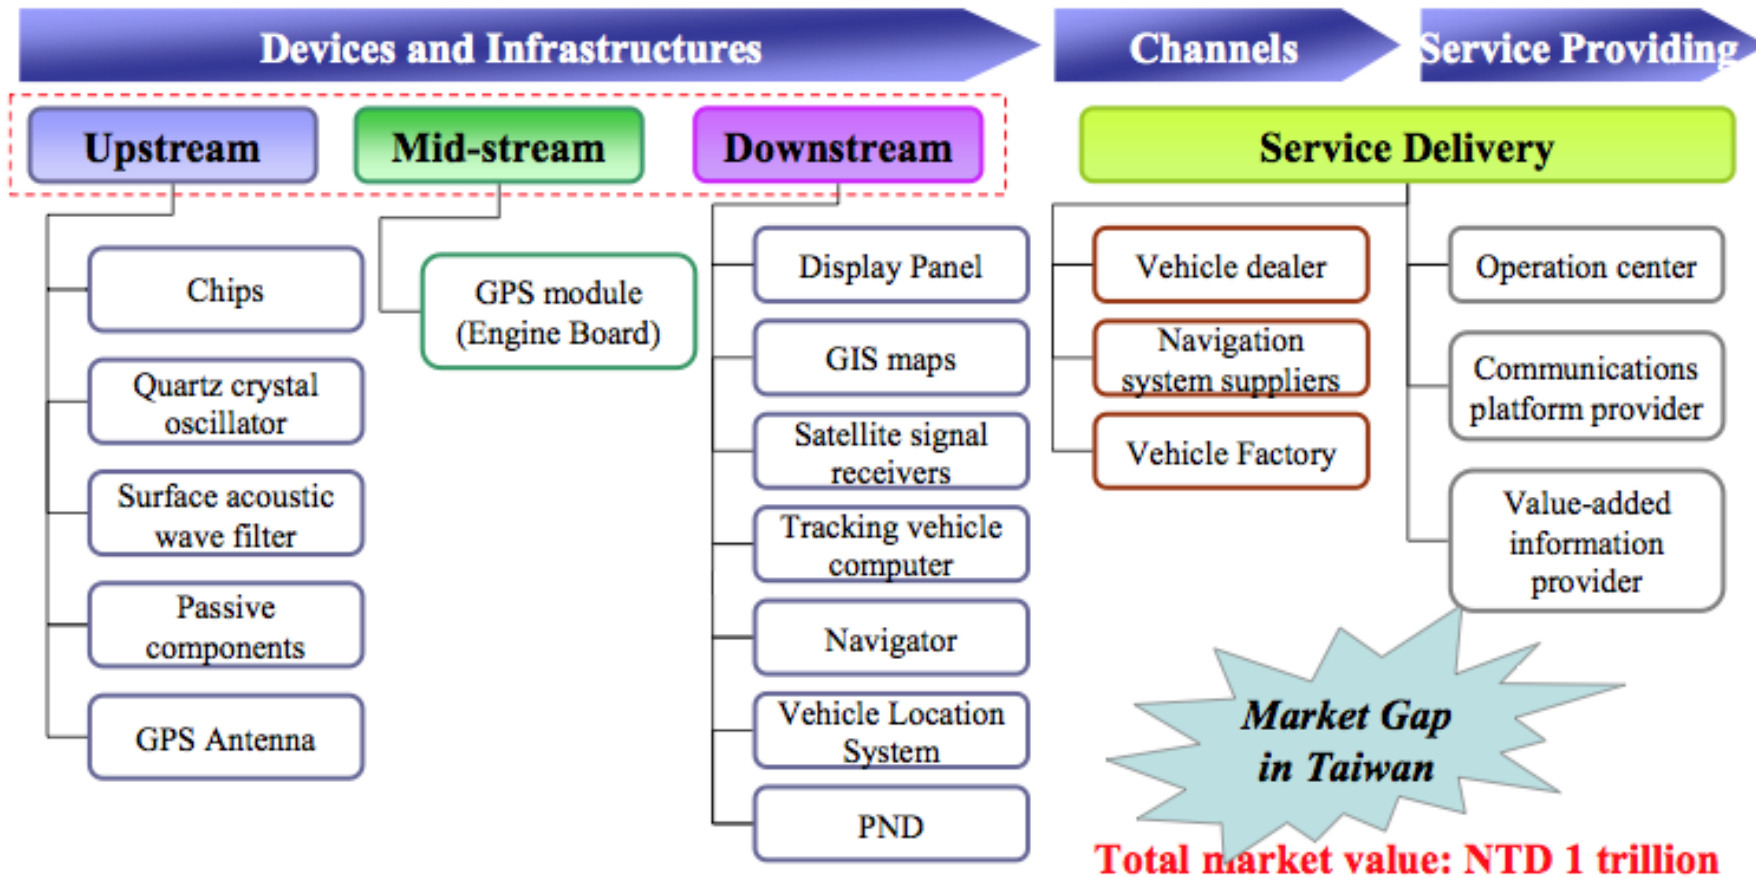 Devices and Infrastructures
Channels
Service Providing
Upstream
Mid-stream
Downstream
Service Delivery
Chips
Quartz crystal
oscillator
Surface acoustic
wave filter
Passive
components
GPS Antenna
GPS module
(Engine Board)
Display Panel
GIS maps
Satellite signal
receivers
Tracking vehicle
computer
Navigator
Vehicle Location
System
PND
Vehicle dealer
Navigation
system suppliers
Vehicle Factory
Operation center
Communications
platform provider
Value-added
information
provider
Market Gap
in Taiwan
Total market value: NTD 1 trillion